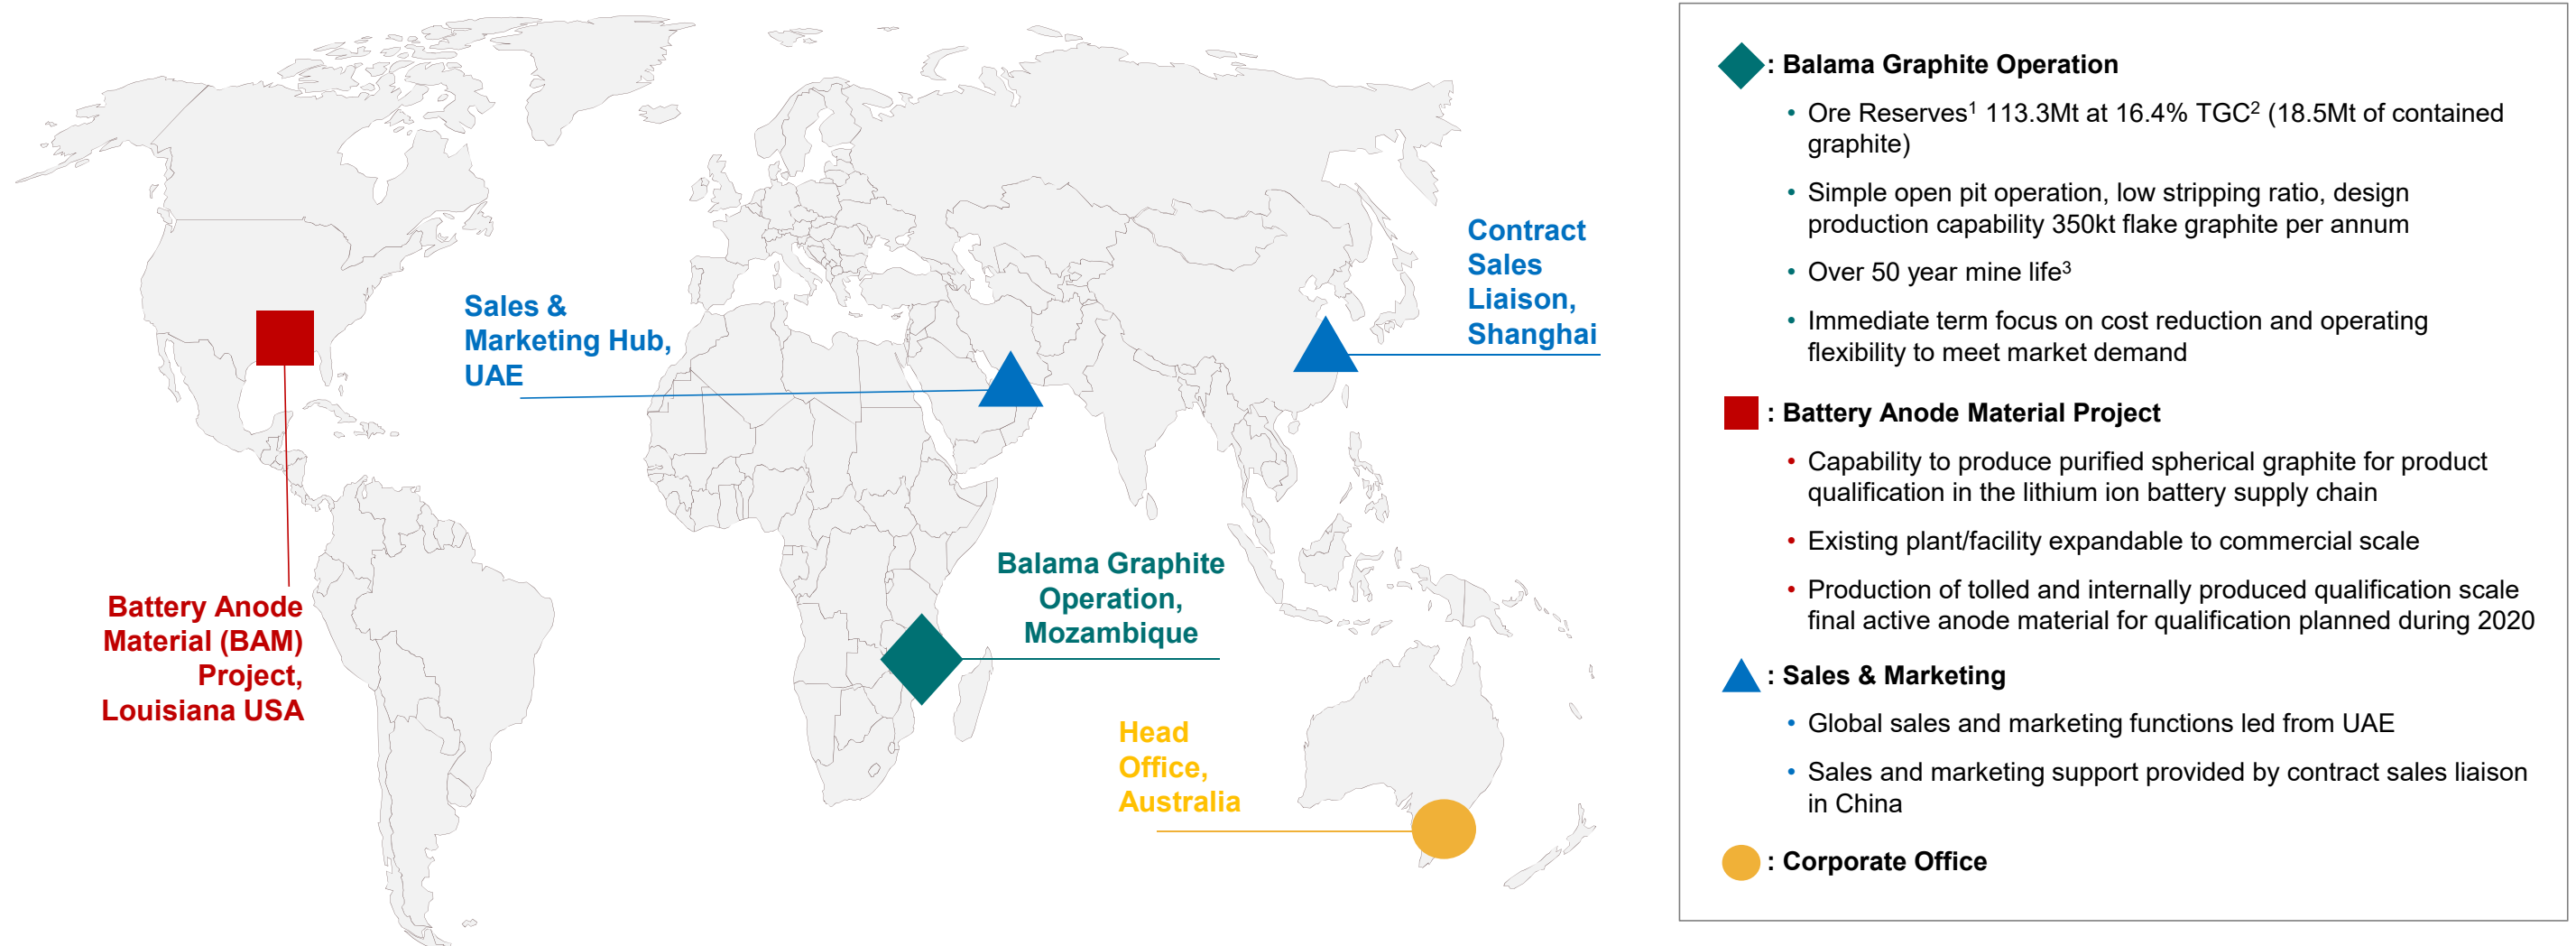 Contract
Sales
Liaison,
Shanghai
Sales &
Marketing Hub,
UAE
Balama Graphite
Operation,
Mozambique
Battery Anode
Material (BAM)
Project,
Louisiana USA
Head
Office,
Australia
: Balama Graphite Operation
• Ore Reserves¹ 113.3Mt at 16.4% TGC² (18.5Mt of contained
graphite)
• Simple open pit operation, low stripping ratio, design
production capability 350kt flake graphite per annum
• Over 50 year mine life³
• Immediate term focus on cost reduction and operating
flexibility to meet market demand
: Battery Anode Material Project
• Capability to produce purified spherical graphite for product
qualification in the lithium ion battery supply chain
• Existing plant/facility expandable to commercial scale
• Production of tolled and internally produced qualification scale
final active anode material for qualification planned during 2020
: Sales & Marketing
• Global sales and marketing functions led from UAE
• Sales and marketing support provided by contract sales liaison
in China
: Corporate Office